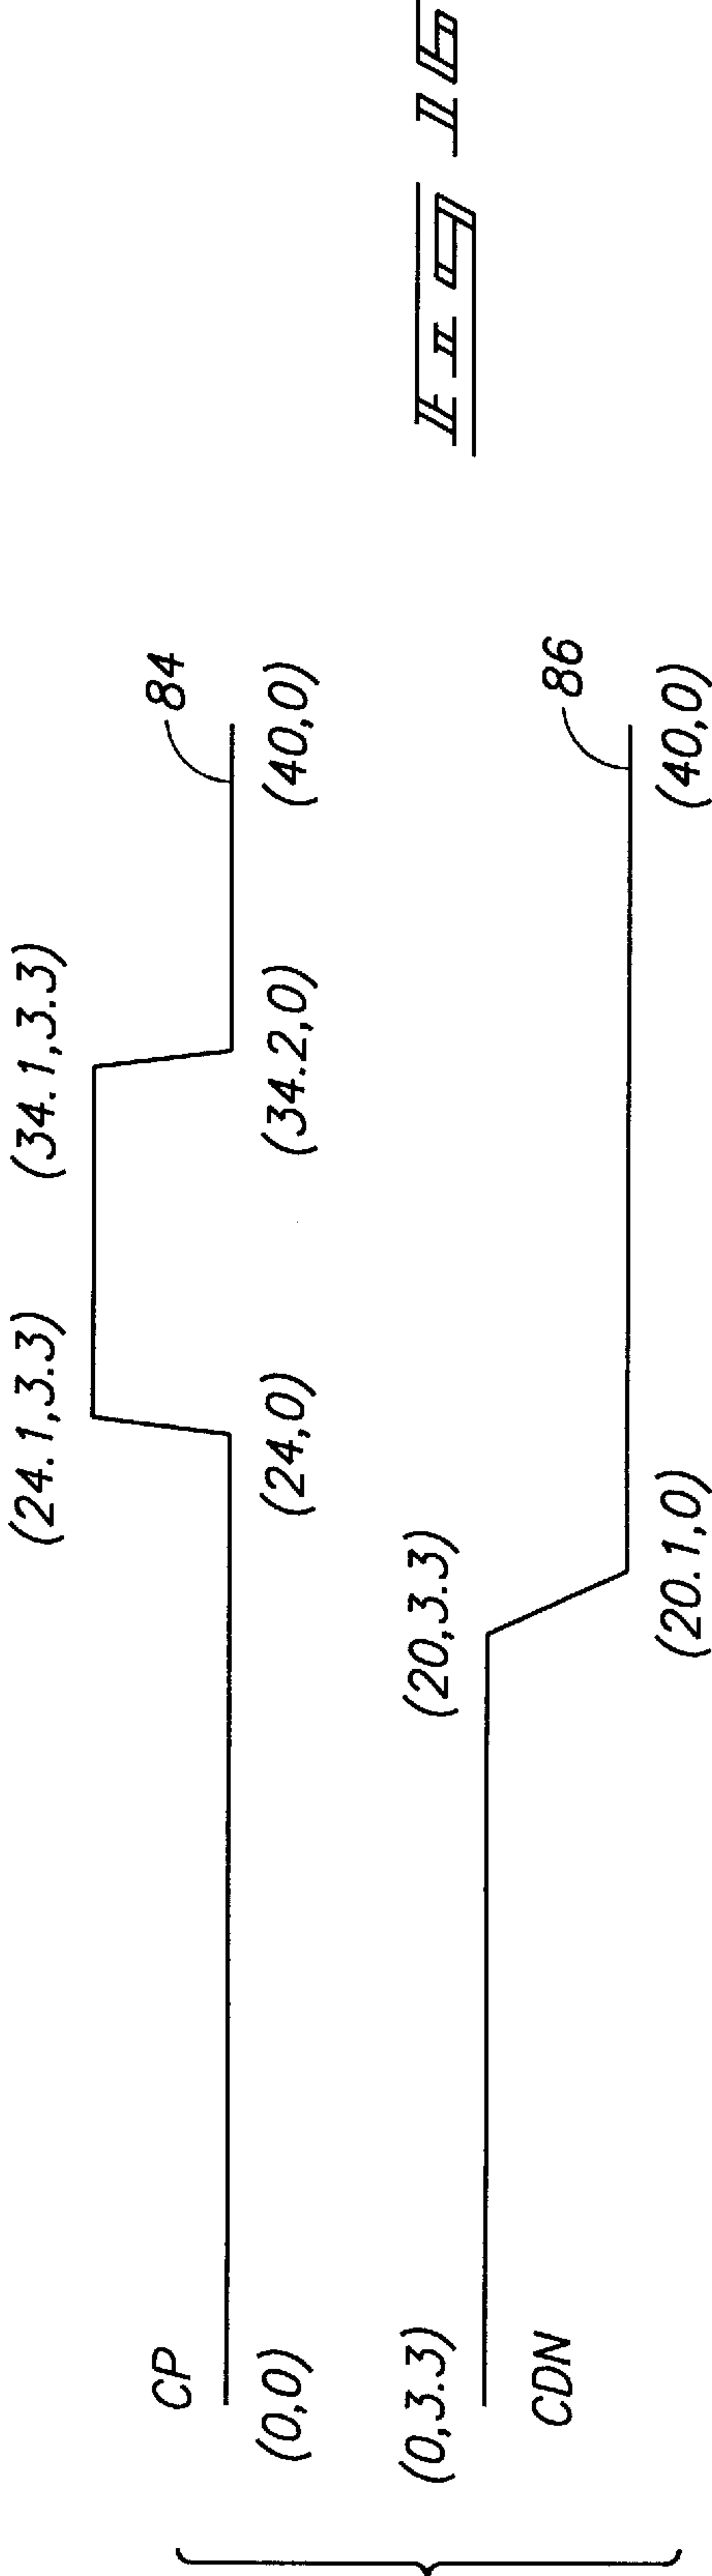 (24.1,3.3) (34.1,3.3)
CP 84
(0,0) (24,0) (34.2,0) (40,0)
(0,3.3) (20,3.3)
CDN 86
(20.1,0) (40,0)
Fig 16